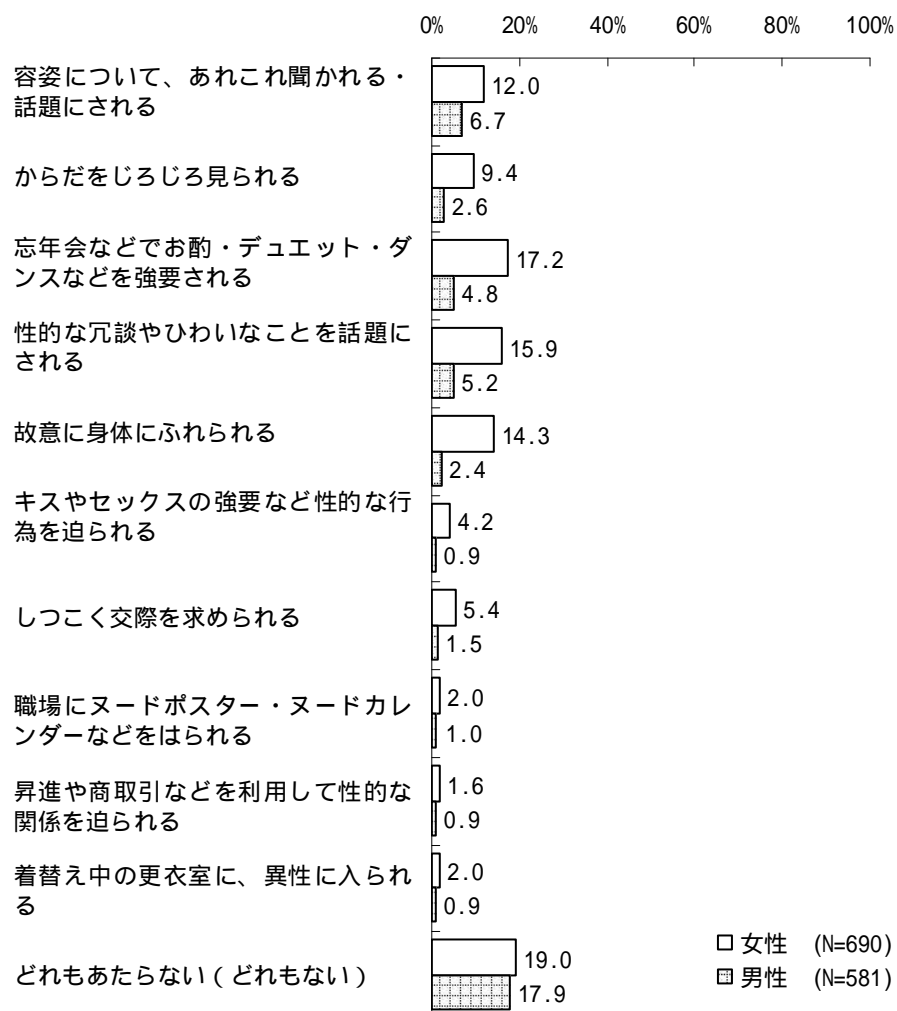 0% 20% 40% 60% 80% 100%
容姿について、あれこれ聞かれる・
話題にされる
12.0
6.7
からだをじろじろ見られる
9.4
2.6
忘年会などでお酌・デュエット・ダ
ンスなどを強要される
17.2
4.8
性的な冗談やひわいなことを話題に
される
15.9
5.2
故意に身体にふれられる
14.3
2.4
キスやセックスの強要など性的な行
為を迫られる
4.2
0.9
しつこく交際を求められる
5.4
1.5
職場にヌードポスター・ヌードカレ
ンダーなどをはられる
2.0
1.0
昇進や商取引などを利用して性的な
関係を迫られる
1.6
0.9
着替え中の更衣室に、異性に入られ
る
2.0
0.9
どれもあたらない(どれもない)
19.0
17.9
女性 (N=690)
男性 (N=581)